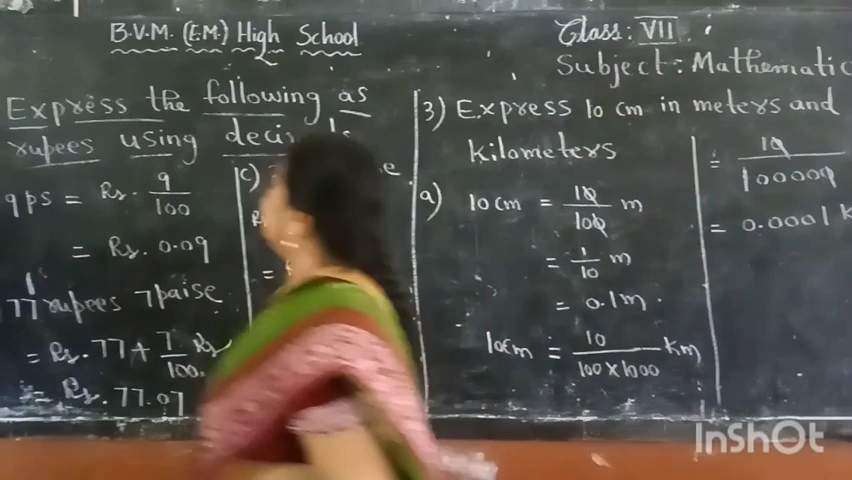 B.V.M. (E.M.) High School
Class: VII
Subject: Mathematic
Express the following as
rupees using deci
9 ps = Rs. 9/100
= Rs. 0.09
77 rupees 7 paise
= Rs. 77 + 7/100 Rs
= Rs. 77.07
c)
=
3) Express 10 cm in meters and
kilometers
a) 10 cm = 10/100 m
= 1/10 m
= 0.1 m
10 cm = 10/100×1000 km
= 10/100000
= 0.0001 k
InShOt